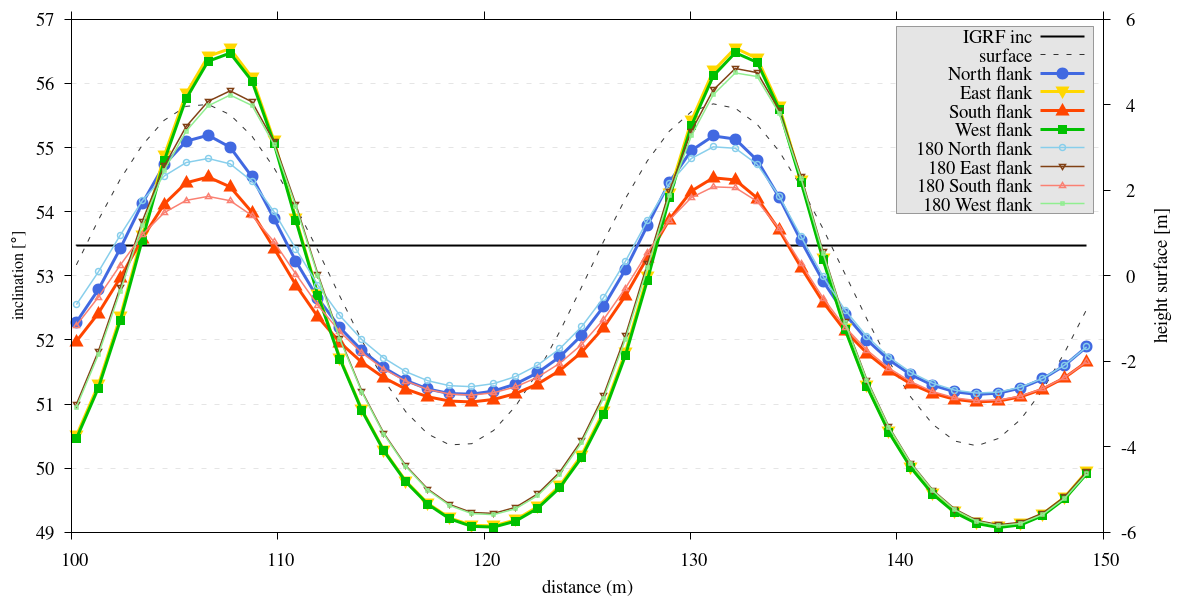 57
56
55
54
53
52
51
50
49
inclination [°]
6
4
2
0
-2
-4
-6
height surface [m]
100 110 120 130 140 150
distance (m)
IGRF inc
surface
North flank
East flank
South flank
West flank
180 North flank
180 East flank
180 South flank
180 West flank